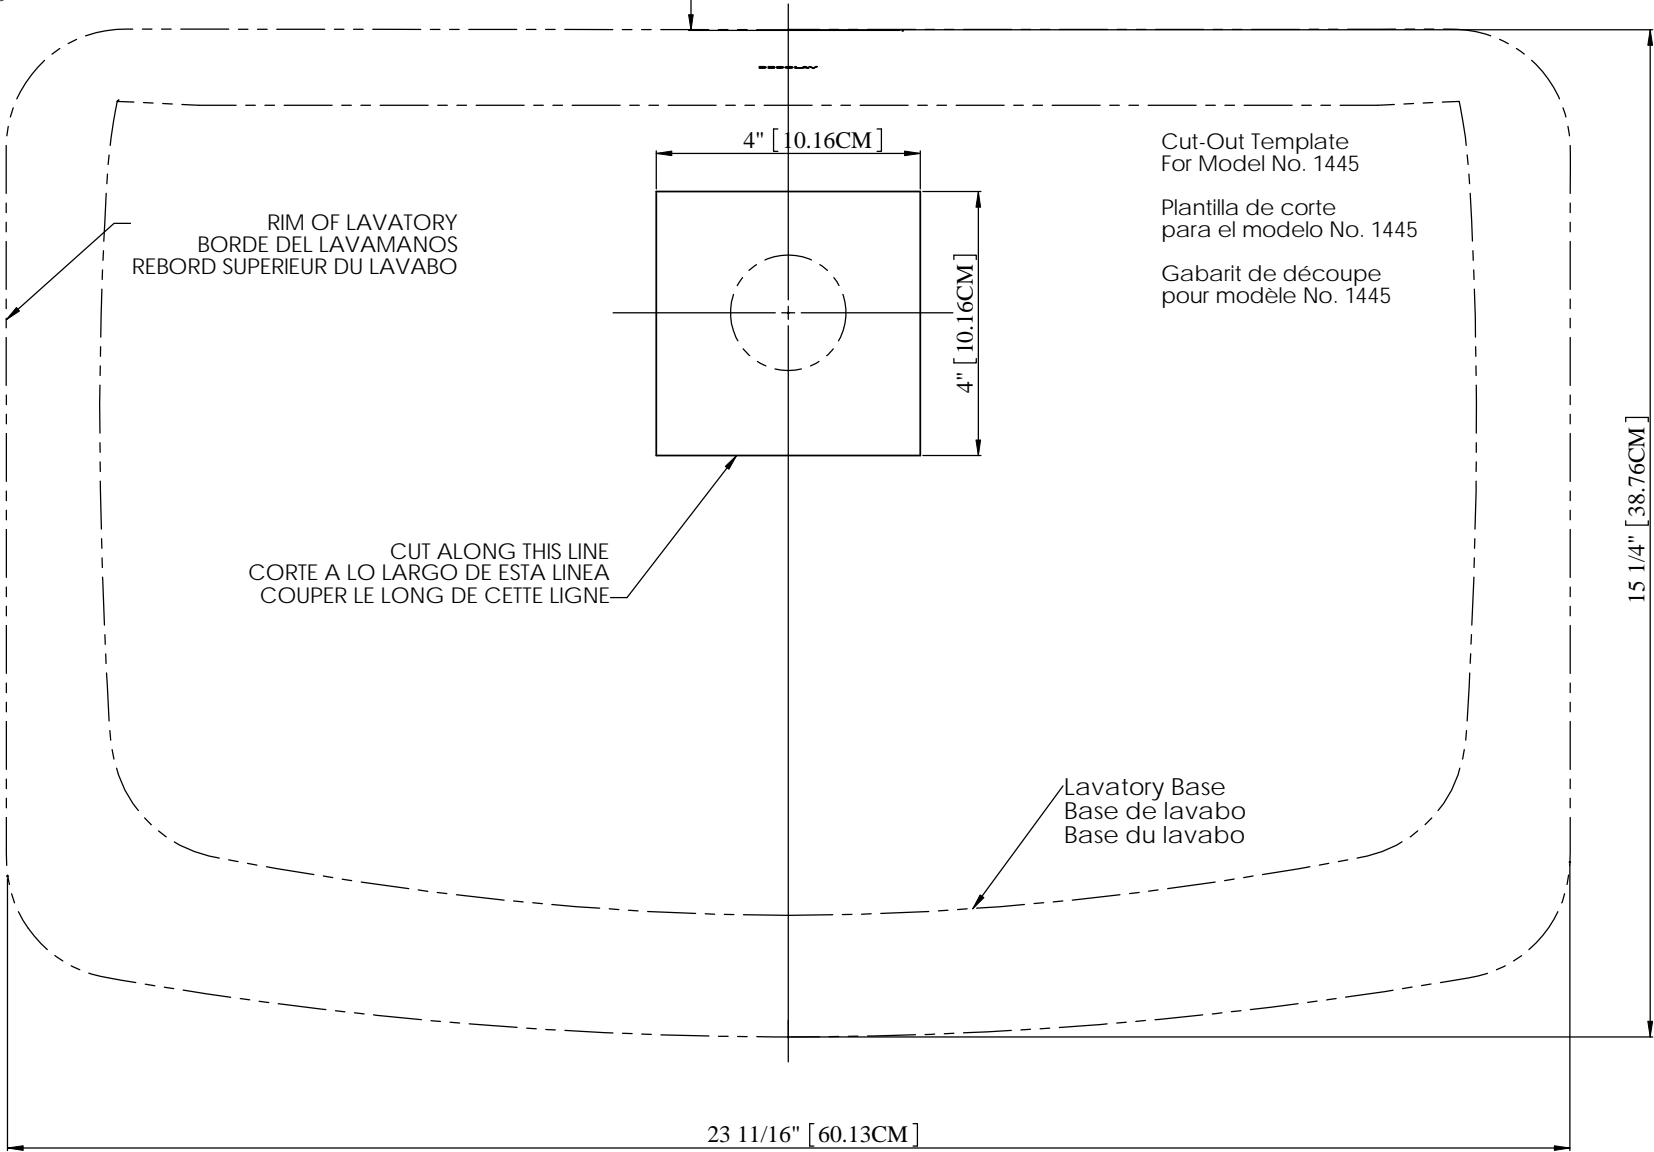 4" [10.16CM]
Cut-Out Template
For Model No. 1445
Plantilla de corte
para el modelo No. 1445
Gabarit de découpe
pour modèle No. 1445
RIM OF LAVATORY
BORDE DEL LAVAMANOS
REBORD SUPERIEUR DU LAVABO
4" [10.16CM]
15 1/4" [38.76CM]
CUT ALONG THIS LINE
CORTE A LO LARGO DE ESTA LINEA
COUPER LE LONG DE CETTE LIGNE
Lavatory Base
Base de lavabo
Base du lavabo
23 11/16" [60.13CM]